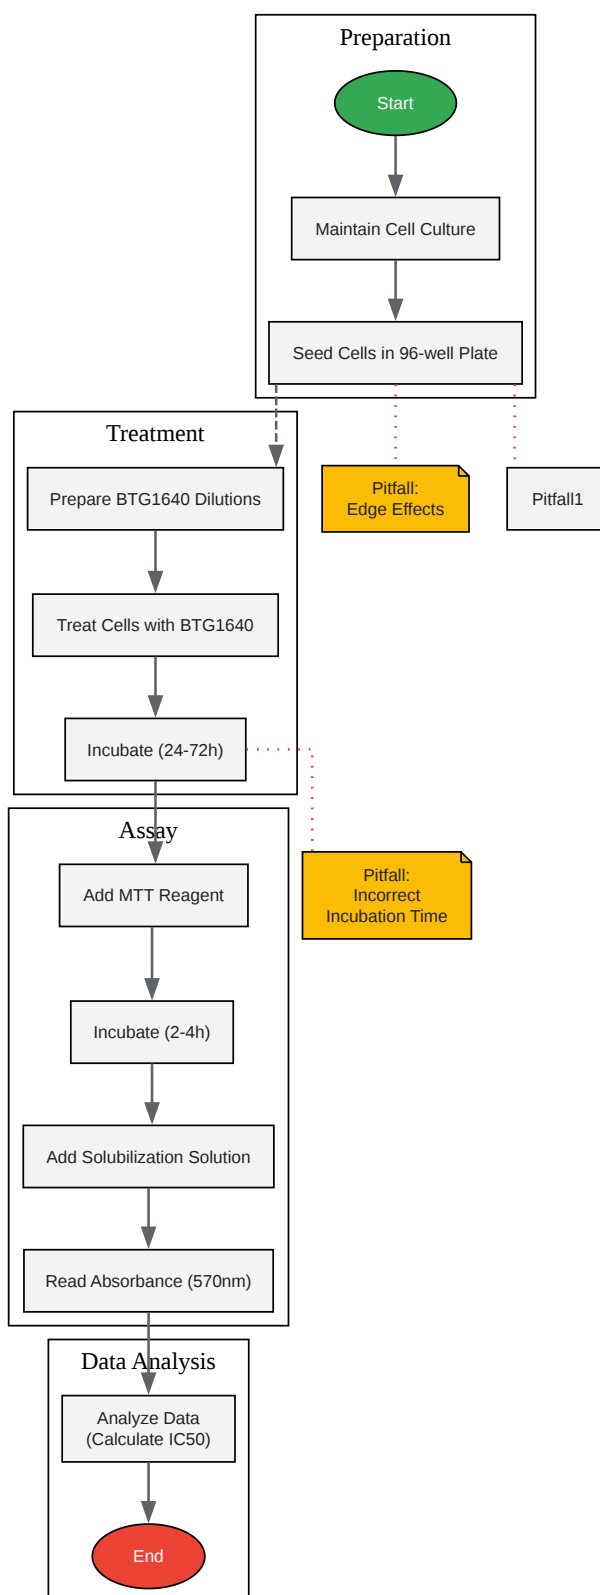 Preparation
Start
Maintain Cell Culture
Seed Cells in 96-well Plate
Treatment
Prepare BTG1640 Dilutions
Pitfall:
Edge Effects
Pitfall1
Treat Cells with BTG1640
Incubate (24-72h)
Assay
Add MTT Reagent
Pitfall:
Incorrect
Incubation Time
Incubate (2-4h)
Add Solubilization Solution
Read Absorbance (570nm)
Data Analysis
Analyze Data
(Calculate IC50)
End